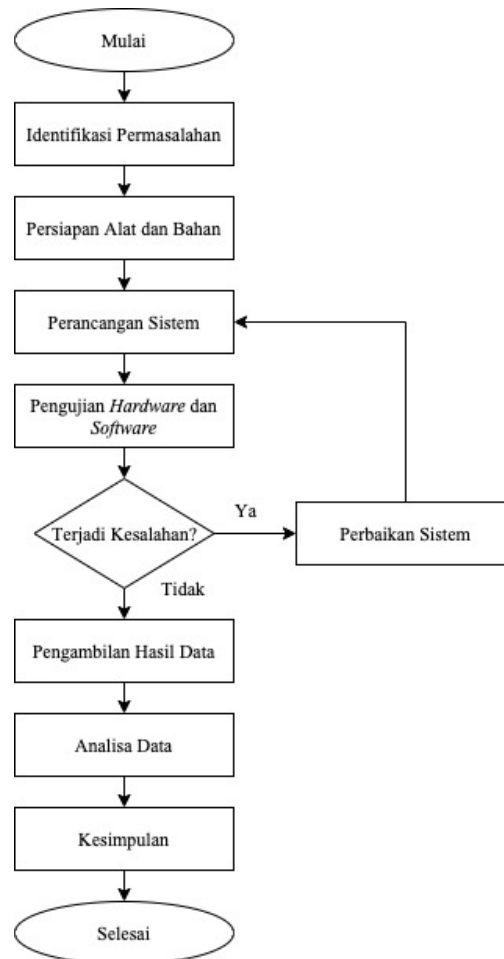 Mulai
Identifikasi Permasalahan
Persiapan Alat dan Bahan
Perancangan Sistem
Pengujian Hardware dan
Software
Terjadi Kesalahan?
Ya
Perbaikan Sistem
Tidak
Pengambilan Hasil Data
Analisa Data
Kesimpulan
Selesai